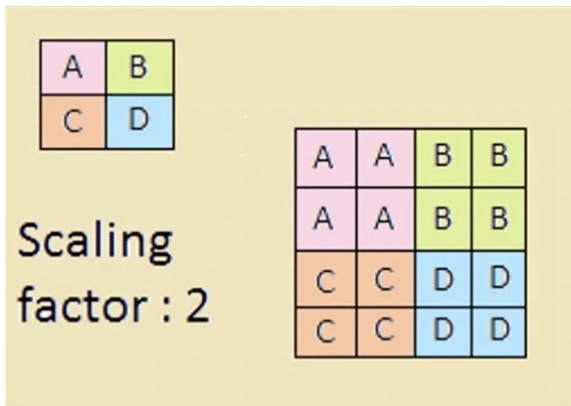 A B
C D
A A B B
A A B B
C C D D
C C D D
Scaling
factor : 2